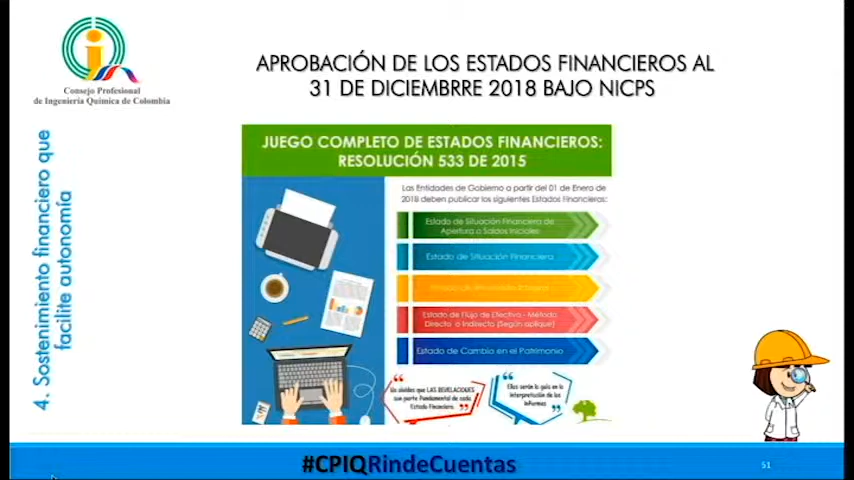 Consejo Profesional
de Ingeniería Química de Colombia
APROBACIÓN DE LOS ESTADOS FINANCIEROS AL
31 DE DICIEMBRRE 2018 BAJO NICPS
4. Sostenimiento financiero que
facilite autonomía
JUEGO COMPLETO DE ESTADOS FINANCIEROS:
RESOLUCIÓN 533 DE 2015
Las Entidades de Gobierno a partir del 01 de Enero de
2018 deben publicar los siguientes Estados Financieros:
Estado de Situación Financiera de
Apertura o Saldos Iniciales
Estado de Situación Financiera
Estado de Flujo de Efectivo - Método
Directo o Indirecto (Según aplique)
Estado de Cambio en el Patrimonio
No olvides que LAS REVELACIONES
son parte fundamental de cada
Estado Financiero.
Ellas serán la guía en la
interpretación de los
Informes
#CPIQRindeCuentas
51